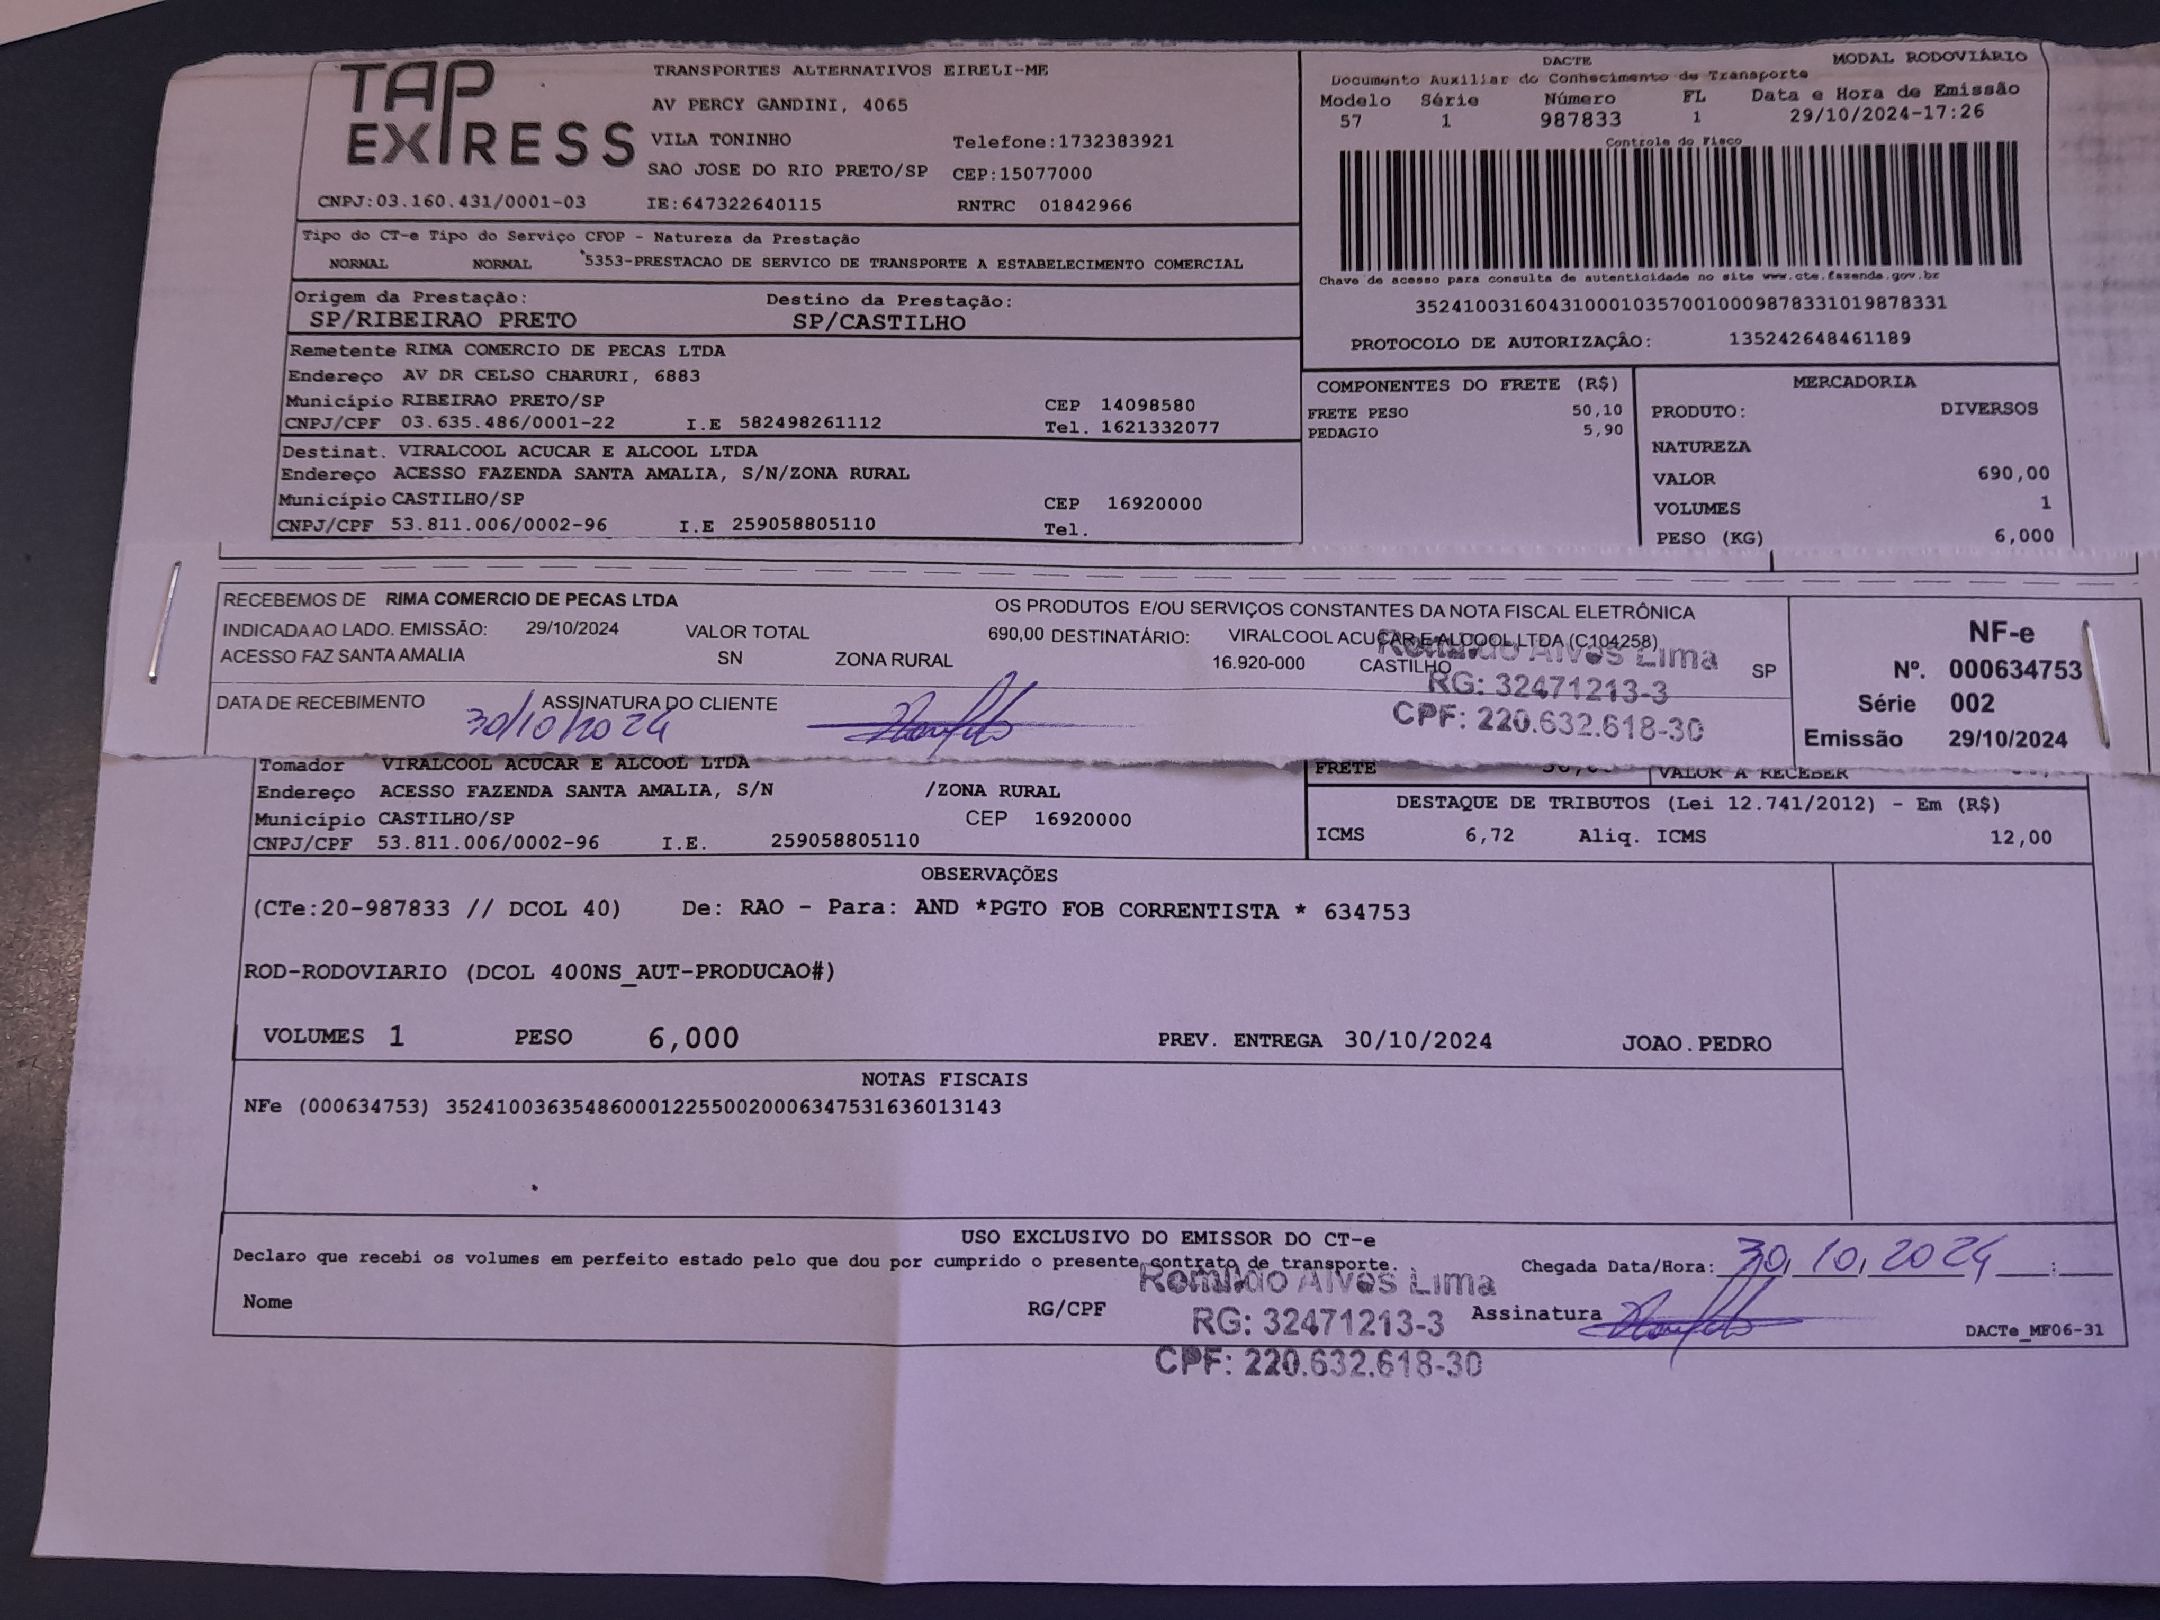 TAP EXPRESS
TRANSPORTES ALTERNATIVOS EIRELI-ME
AV PERCY GANDINI, 4065
VILA TONINHO Telefone:1732383921
SAO JOSE DO RIO PRETO/SP CEP:15077000
CNPJ:03.160.431/0001-03 IE:647322640115 RNTRC 01842966
DACTE MODAL RODOVIÁRIO
Documento Auxiliar do Conhecimento de Transporte
Modelo Série Número FL Data e Hora de Emissão
57 1 987833 1 29/10/2024-17:26
Controle do Fisco
Chave de acesso para consulta de autenticidade no site www.cte.fazenda.gov.br
35241003160431000103570010009878331019878331
PROTOCOLO DE AUTORIZAÇÃO: 135242648461189
Tipo do CT-e Tipo do Serviço CFOP - Natureza da Prestação
NORMAL NORMAL 5353-PRESTACAO DE SERVICO DE TRANSPORTE A ESTABELECIMENTO COMERCIAL
Origem da Prestação: Destino da Prestação:
SP/RIBEIRAO PRETO SP/CASTILHO
Remetente RIMA COMERCIO DE PECAS LTDA
Endereço AV DR CELSO CHARURI, 6883
Município RIBEIRAO PRETO/SP CEP 14098580
CNPJ/CPF 03.635.486/0001-22 I.E 582498261112 Tel. 1621332077
Destinat. VIRALCOOL ACUCAR E ALCOOL LTDA
Endereço ACESSO FAZENDA SANTA AMALIA, S/N/ZONA RURAL
Município CASTILHO/SP CEP 16920000
CNPJ/CPF 53.811.006/0002-96 I.E 259058805110 Tel.
COMPONENTES DO FRETE (R$)
FRETE PESO 50,10
PEDAGIO 5,90
MERCADORIA
PRODUTO: DIVERSOS
NATUREZA
VALOR 690,00
VOLUMES 1
PESO (KG) 6,000
RECEBEMOS DE RIMA COMERCIO DE PECAS LTDA OS PRODUTOS E/OU SERVIÇOS CONSTANTES DA NOTA FISCAL ELETRÔNICA
INDICADA AO LADO. EMISSÃO: 29/10/2024 VALOR TOTAL 690,00 DESTINATÁRIO: VIRALCOOL ACUCAR E ALCOOL LTDA (C104258)
ACESSO FAZ SANTA AMALIA SN ZONA RURAL 16.920-000 CASTILHO SP
DATA DE RECEBIMENTO 30/10/2024 ASSINATURA DO CLIENTE
Romildo Alves Lima
RG: 32471213-3
CPF: 220.632.618-30
NF-e
Nº. 000634753
Série 002
Emissão 29/10/2024
Tomador VIRALCOOL ACUCAR E ALCOOL LTDA
Endereço ACESSO FAZENDA SANTA AMALIA, S/N /ZONA RURAL
Município CASTILHO/SP CEP 16920000
CNPJ/CPF 53.811.006/0002-96 I.E. 259058805110
FRETE VALOR A RECEBER
DESTAQUE DE TRIBUTOS (Lei 12.741/2012) - Em (R$)
ICMS 6,72 Aliq. ICMS 12,00
OBSERVAÇÕES
(CTe:20-987833 // DCOL 40) De: RAO - Para: AND *PGTO FOB CORRENTISTA * 634753
ROD-RODOVIARIO (DCOL 400NS_AUT-PRODUCAO#)
VOLUMES 1 PESO 6,000 PREV. ENTREGA 30/10/2024 JOAO.PEDRO
NOTAS FISCAIS
NFe (000634753) 35241003635486000122550020006347531636013143
USO EXCLUSIVO DO EMISSOR DO CT-e
Declaro que recebi os volumes em perfeito estado pelo que dou por cumprido o presente contrato de transporte. Chegada Data/Hora: 30, 10, 2024 :
Nome RG/CPF Assinatura
Romildo Alves Lima
RG: 32471213-3
CPF: 220.632.618-30
DACTe_MF06-31